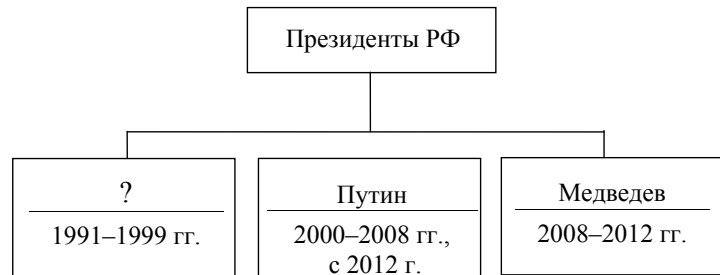 Президенты РФ
?
1991–1999 гг.
Путин
2000–2008 гг.,
с 2012 г.
Медведев
2008–2012 гг.